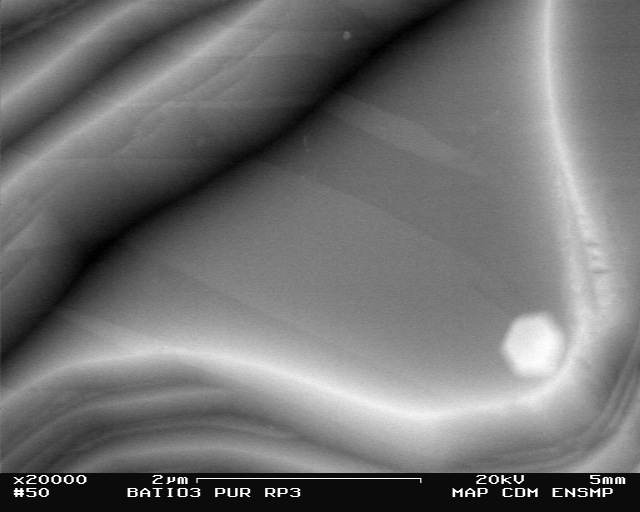 x20000 2µm 20kV 5mm
#50 BATIO3 PUR RP3 MAP CDM ENSMP